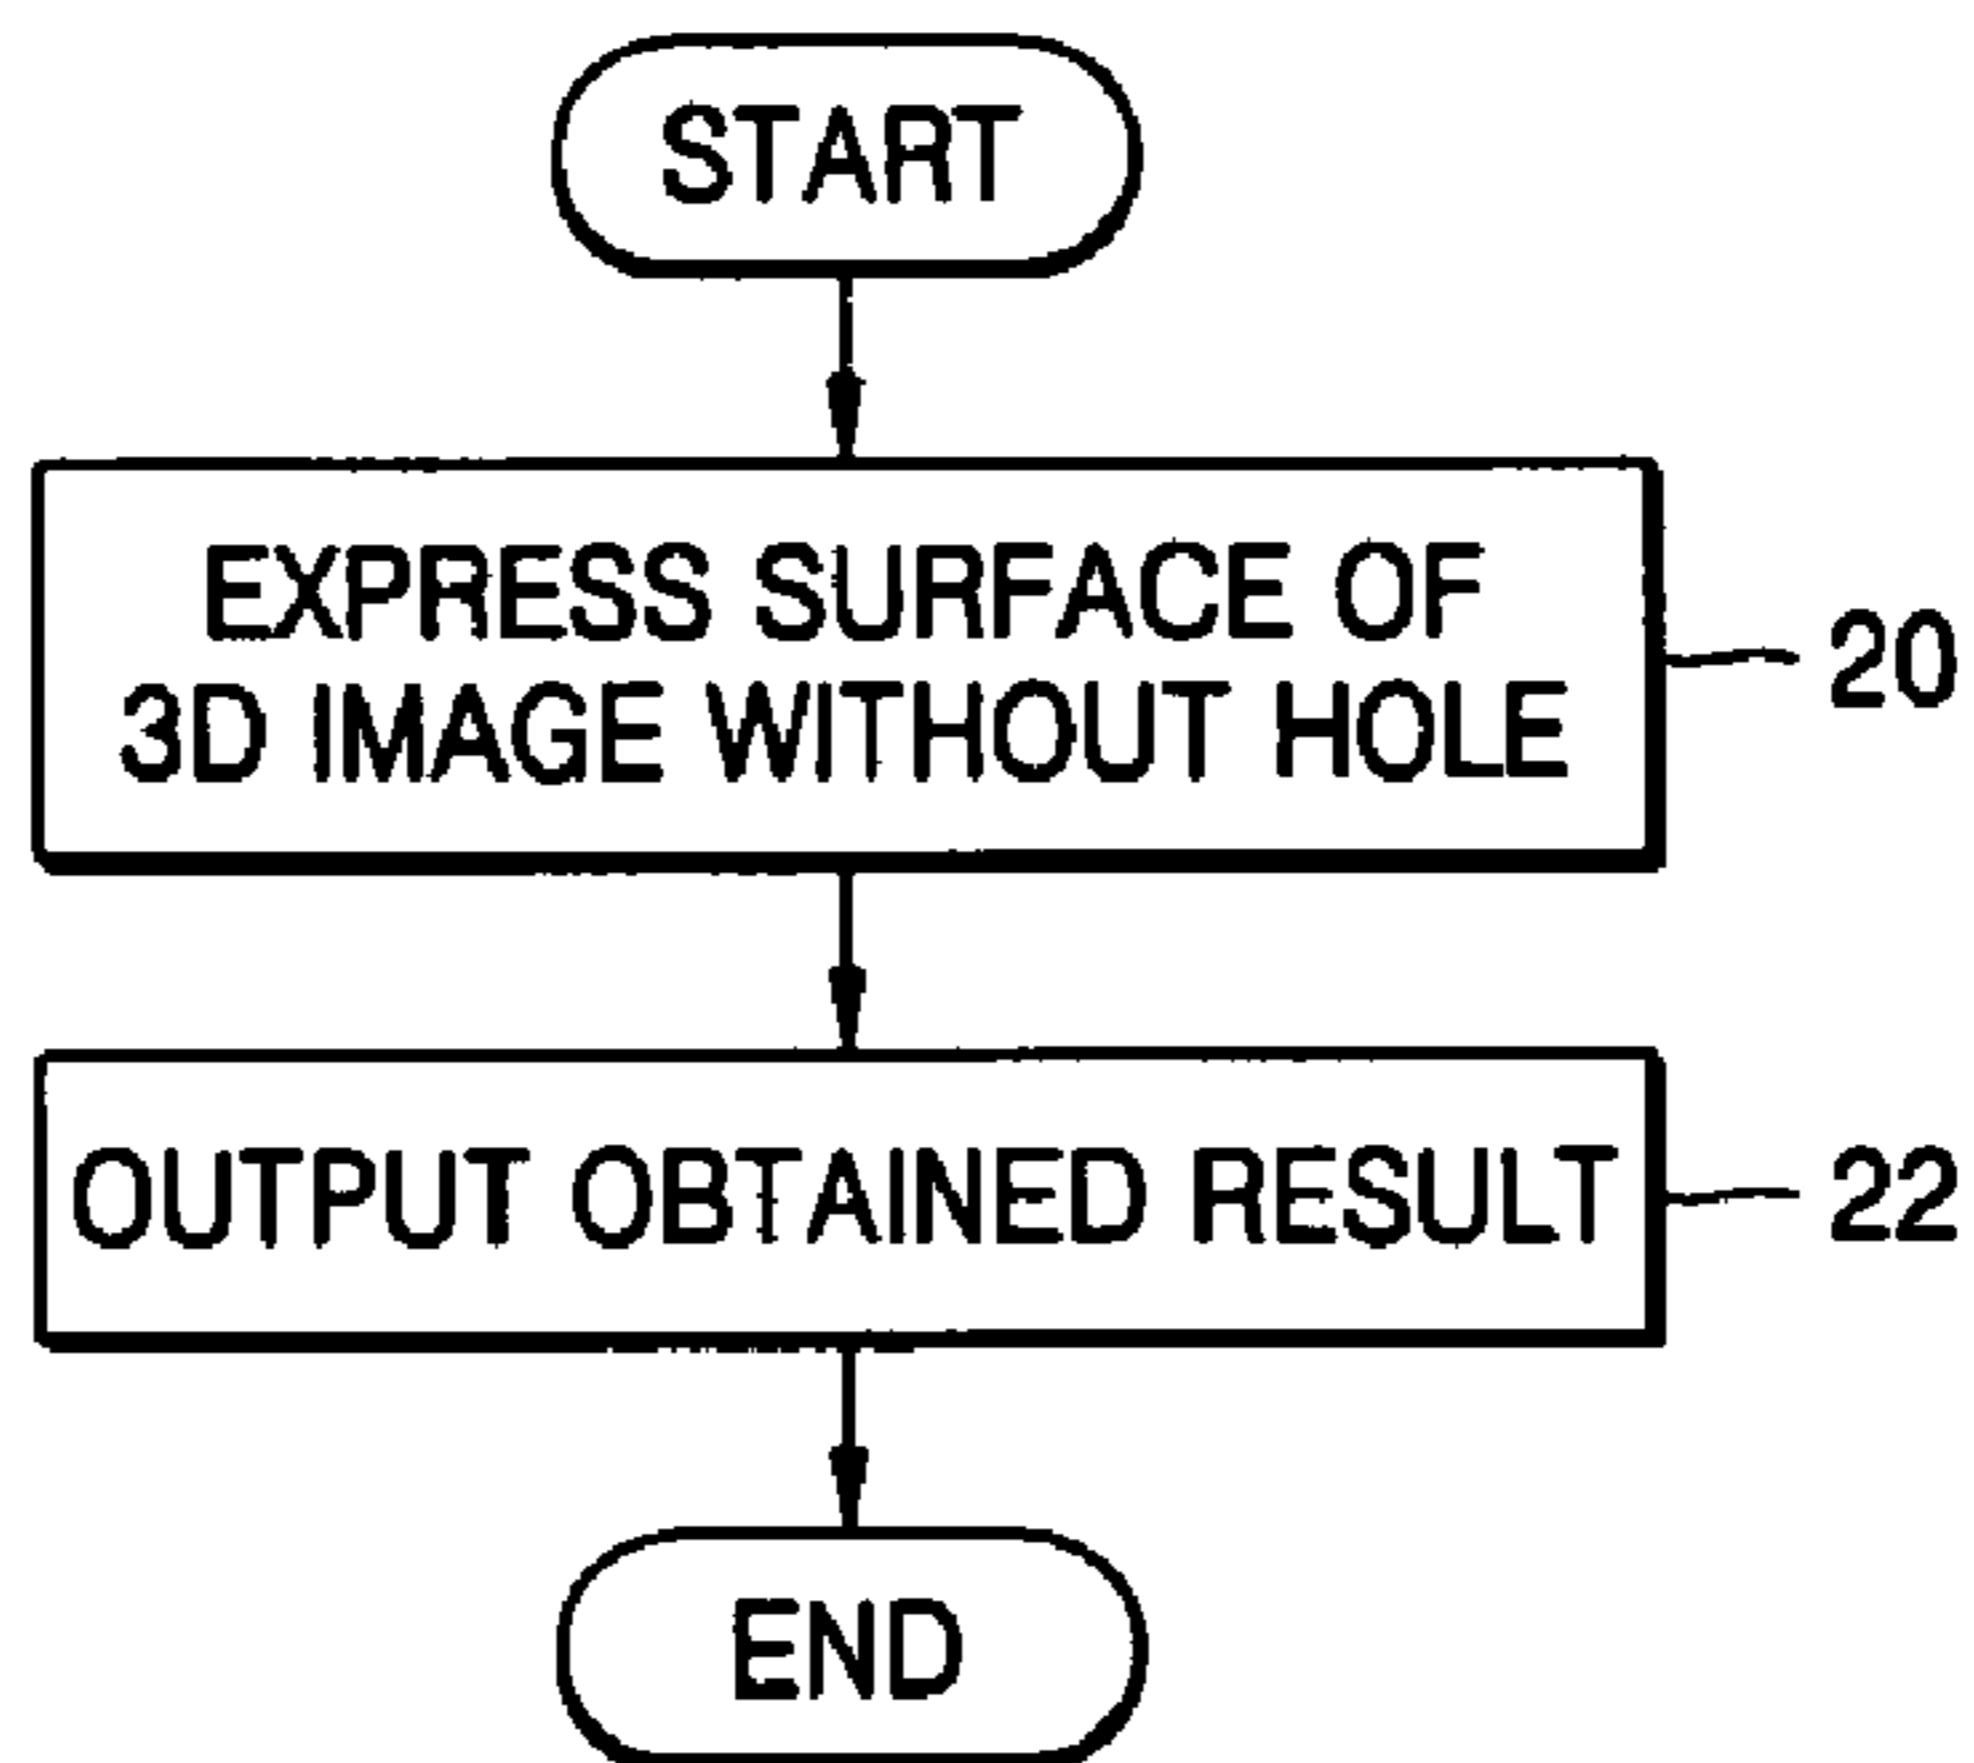 START
EXPRESS SURFACE OF
3D IMAGE WITHOUT HOLE
20
OUTPUT OBTAINED RESULT
22
END